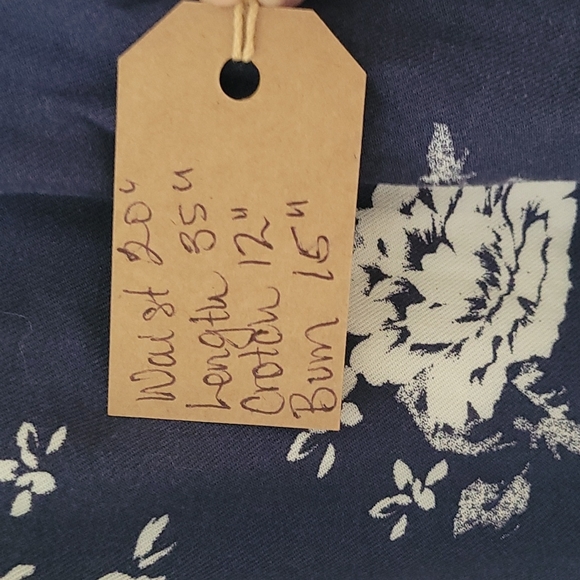 Waist 20"
Length 35"
Crotch 12"
Bum 15"